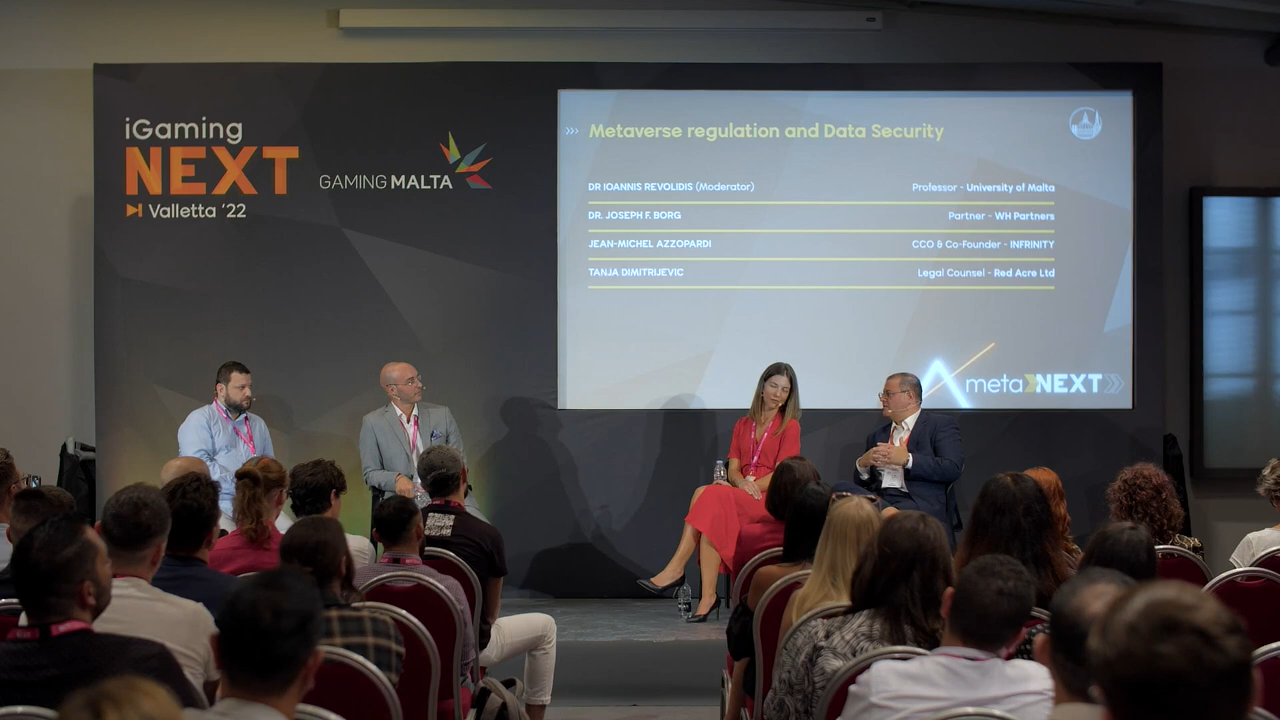 iGaming
NEXT
Valletta '22
GAMING MALTA
Metaverse regulation and Data Security
DR IOANNIS REVOLIDIS (Moderator) Professor - University of Malta
DR. JOSEPH F. BORG Partner - WH Partners
JEAN-MICHEL AZZOPARDI CCO & Co-Founder - INFRINITY
TANJA DIMITRIJEVIC Legal Counsel - Red Acre Ltd
meta NEXT